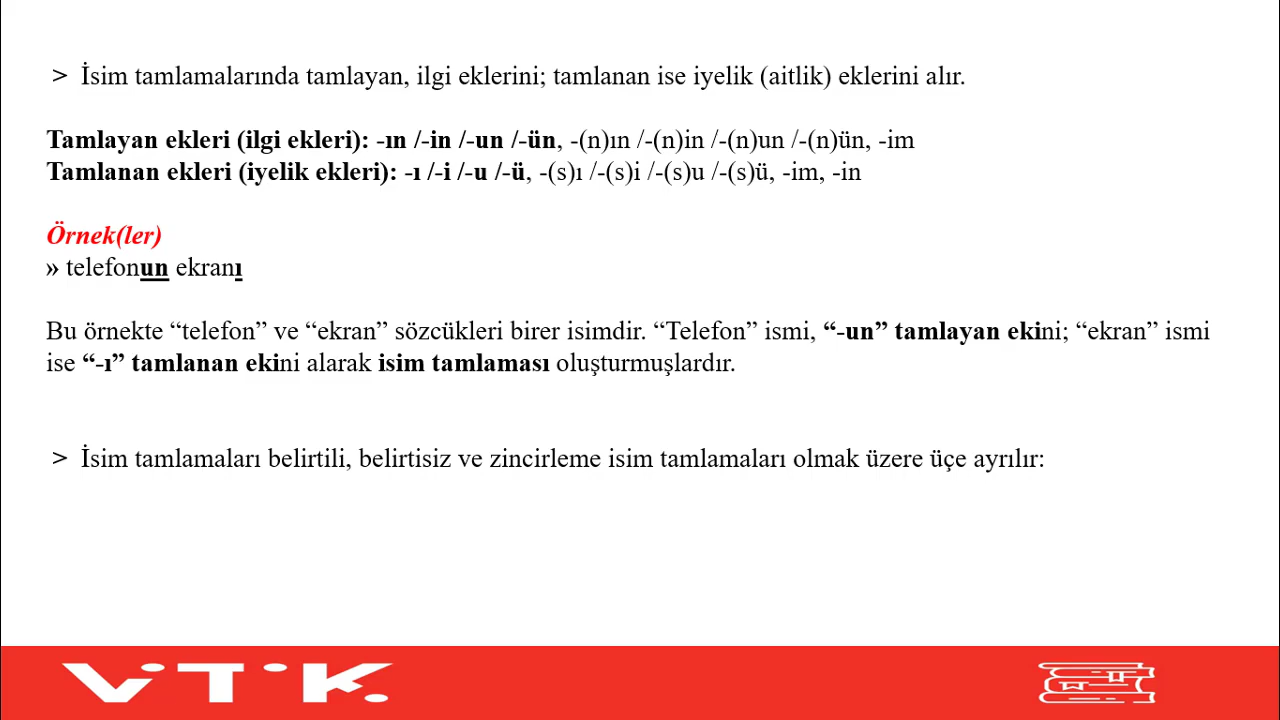 > İsim tamlamalarında tamlayan, ilgi eklerini; tamlanan ise iyelik (aitlik) eklerini alır.
Tamlayan ekleri (ilgi ekleri): -ın /-in /-un /-ün, -(n)ın /-(n)in /-(n)un /-(n)ün, -im
Tamlanan ekleri (iyelik ekleri): -ı /-i /-u /-ü, -(s)ı /-(s)i /-(s)u /-(s)ü, -im, -in
Örnek(ler)
» telefonun ekranı
Bu örnekte “telefon” ve “ekran” sözcükleri birer isimdir. “Telefon” ismi, “-un” tamlayan ekini; “ekran” ismi
ise “-ı” tamlanan ekini alarak isim tamlaması oluşturmuşlardır.
> İsim tamlamaları belirtili, belirtisiz ve zincirleme isim tamlamaları olmak üzere üçe ayrılır:
VTK